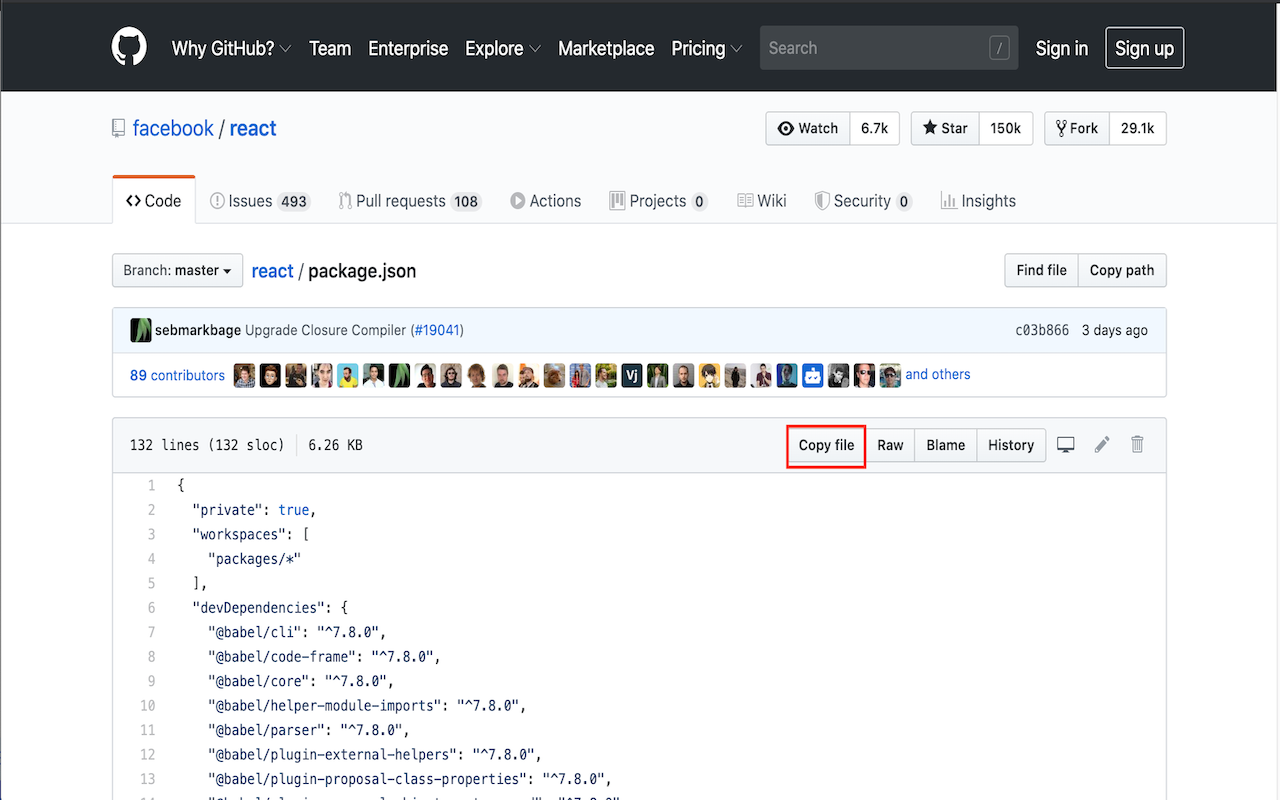 Why GitHub? Team Enterprise Explore Marketplace Pricing Search / Sign in Sign up
facebook / react Watch 6.7k Star 150k Fork 29.1k
Code Issues 493 Pull requests 108 Actions Projects 0 Wiki Security 0 Insights
Branch: master react / package.json Find file Copy path
sebmarkbage Upgrade Closure Compiler (#19041) c03b866 3 days ago
89 contributors Vj and others
132 lines (132 sloc) 6.26 KB Copy file Raw Blame History
1 {
2 "private": true,
3 "workspaces": [
4 "packages/*"
5 ],
6 "devDependencies": {
7 "@babel/cli": "^7.8.0",
8 "@babel/code-frame": "^7.8.0",
9 "@babel/core": "^7.8.0",
10 "@babel/helper-module-imports": "^7.8.0",
11 "@babel/parser": "^7.8.0",
12 "@babel/plugin-external-helpers": "^7.8.0",
13 "@babel/plugin-proposal-class-properties": "^7.8.0",